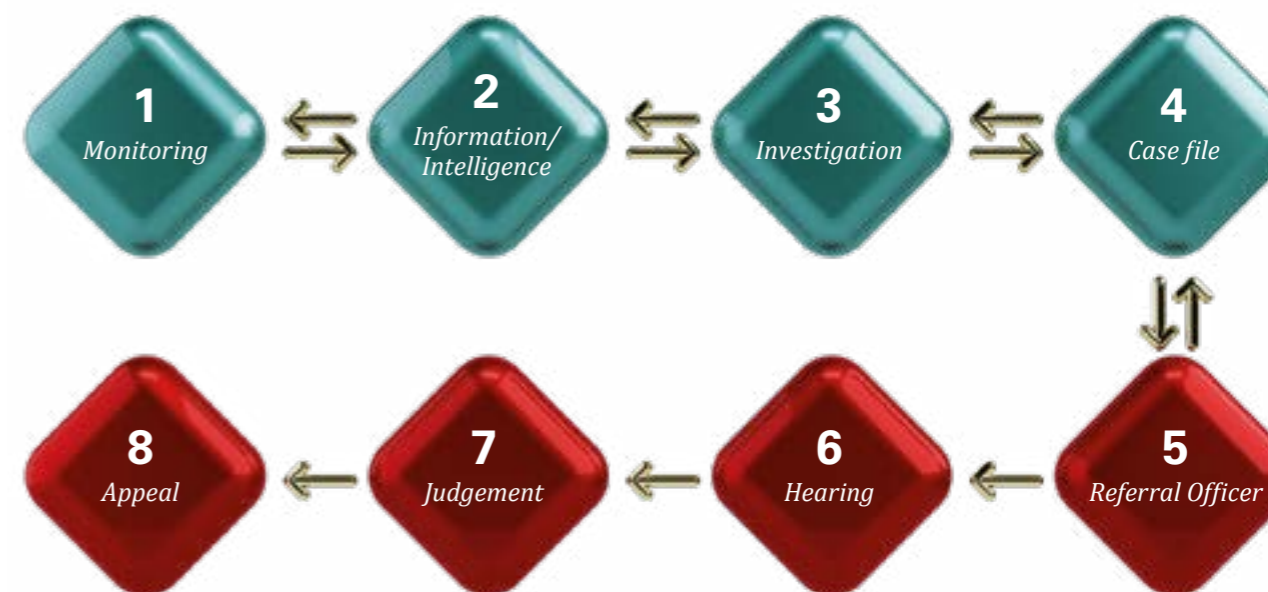 1
Monitoring
2
Information/
Intelligence
3
Investigation
4
Case file
5
Referral Officer
6
Hearing
7
Judgement
8
Appeal